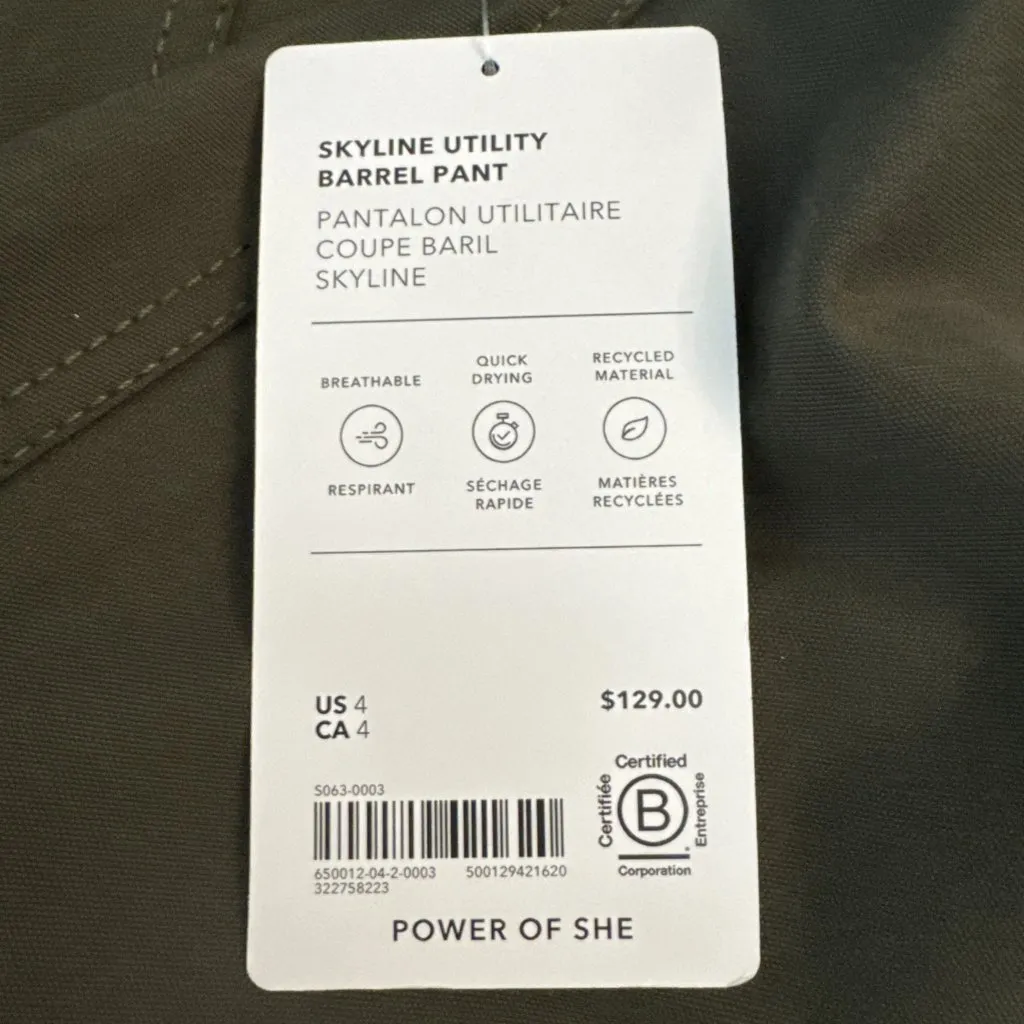 SKYLINE UTILITY
BARREL PANT
PANTALON UTILITAIRE
COUPE BARIL
SKYLINE
BREATHABLE
RESPIRANT
QUICK
DRYING
SÉCHAGE
RAPIDE
RECYCLED
MATERIAL
MATIÈRES
RECYCLÉES
US 4
CA 4
$129.00
S063-0003
650012-04-2-0003 500129421620
322758223
Certified
Certifiée
B
Entreprise
Corporation
POWER OF SHE